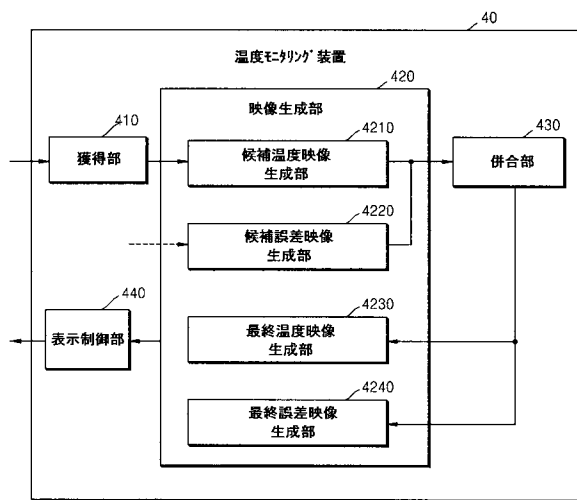 40
温度モニタリング装置
420
映像生成部
410
獲得部
4210
候補温度映像
生成部
430
併合部
4220
候補誤差映像
生成部
440
表示制御部
4230
最終温度映像
生成部
4240
最終誤差映像
生成部